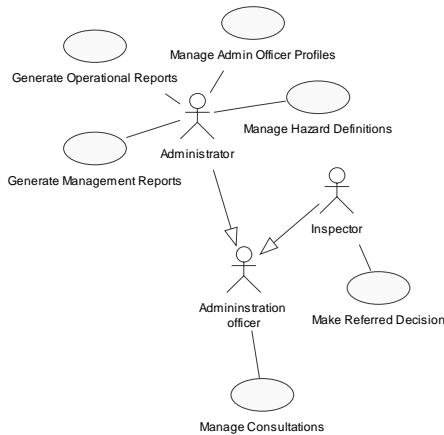 Manage Admin Officer Profiles
Generate Operational Reports
Manage Hazard Definitions
Administrator
Generate Management Reports
Inspector
Admininstration
officer
Make Referred Decision
Manage Consultations